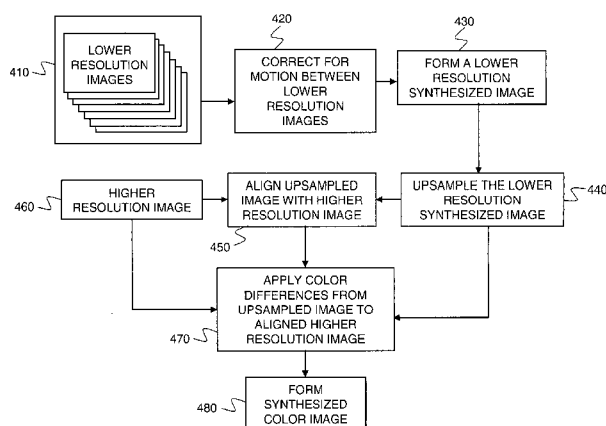 410
LOWER
RESOLUTION
IMAGES
420
CORRECT FOR
MOTION BETWEEN
LOWER
RESOLUTION
IMAGES
430
FORM A LOWER
RESOLUTION
SYNTHESIZED IMAGE
460
HIGHER
RESOLUTION IMAGE
ALIGN UPSAMPLED
IMAGE WITH HIGHER
RESOLUTION IMAGE
450
UPSAMPLE THE LOWER
RESOLUTION
SYNTHESIZED IMAGE
440
APPLY COLOR
DIFFERENCES FROM
UPSAMPLED IMAGE TO
ALIGNED HIGHER
RESOLUTION IMAGE
470
FORM
SYNTHESIZED
COLOR IMAGE
480